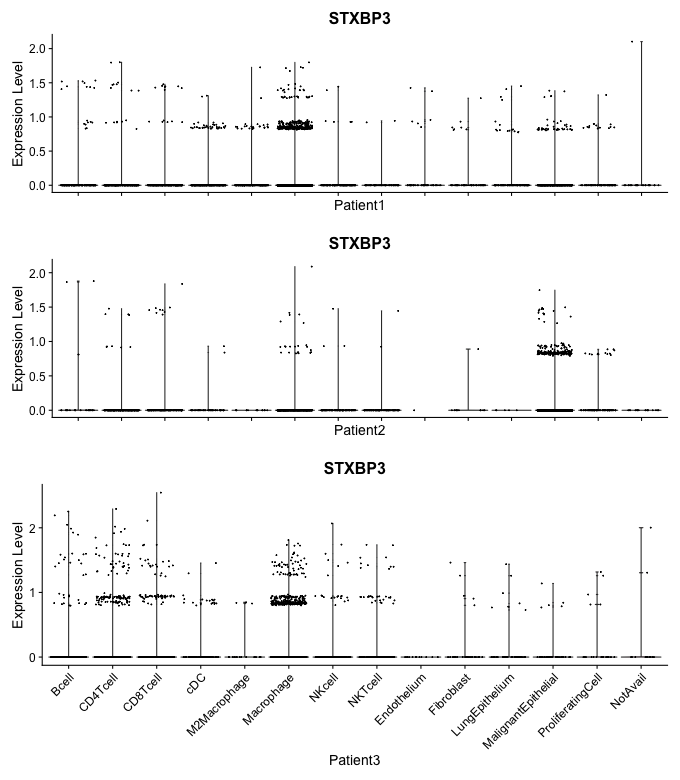 STXBP3
2.0
1.5
1.0
0.5
0.0
Expression Level
Patient1
STXBP3
2.0
1.5
1.0
0.5
0.0
Expression Level
Patient2
STXBP3
2
1
0
Expression Level
Bcell
CD4Tcell
CD8Tcell
cDC
M2Macrophage
Macrophage
NKcell
NKTcell
Endothelium
Fibroblast
LungEpithelium
MalignantEpithelial
ProliferatingCell
NotAvail
Patient3